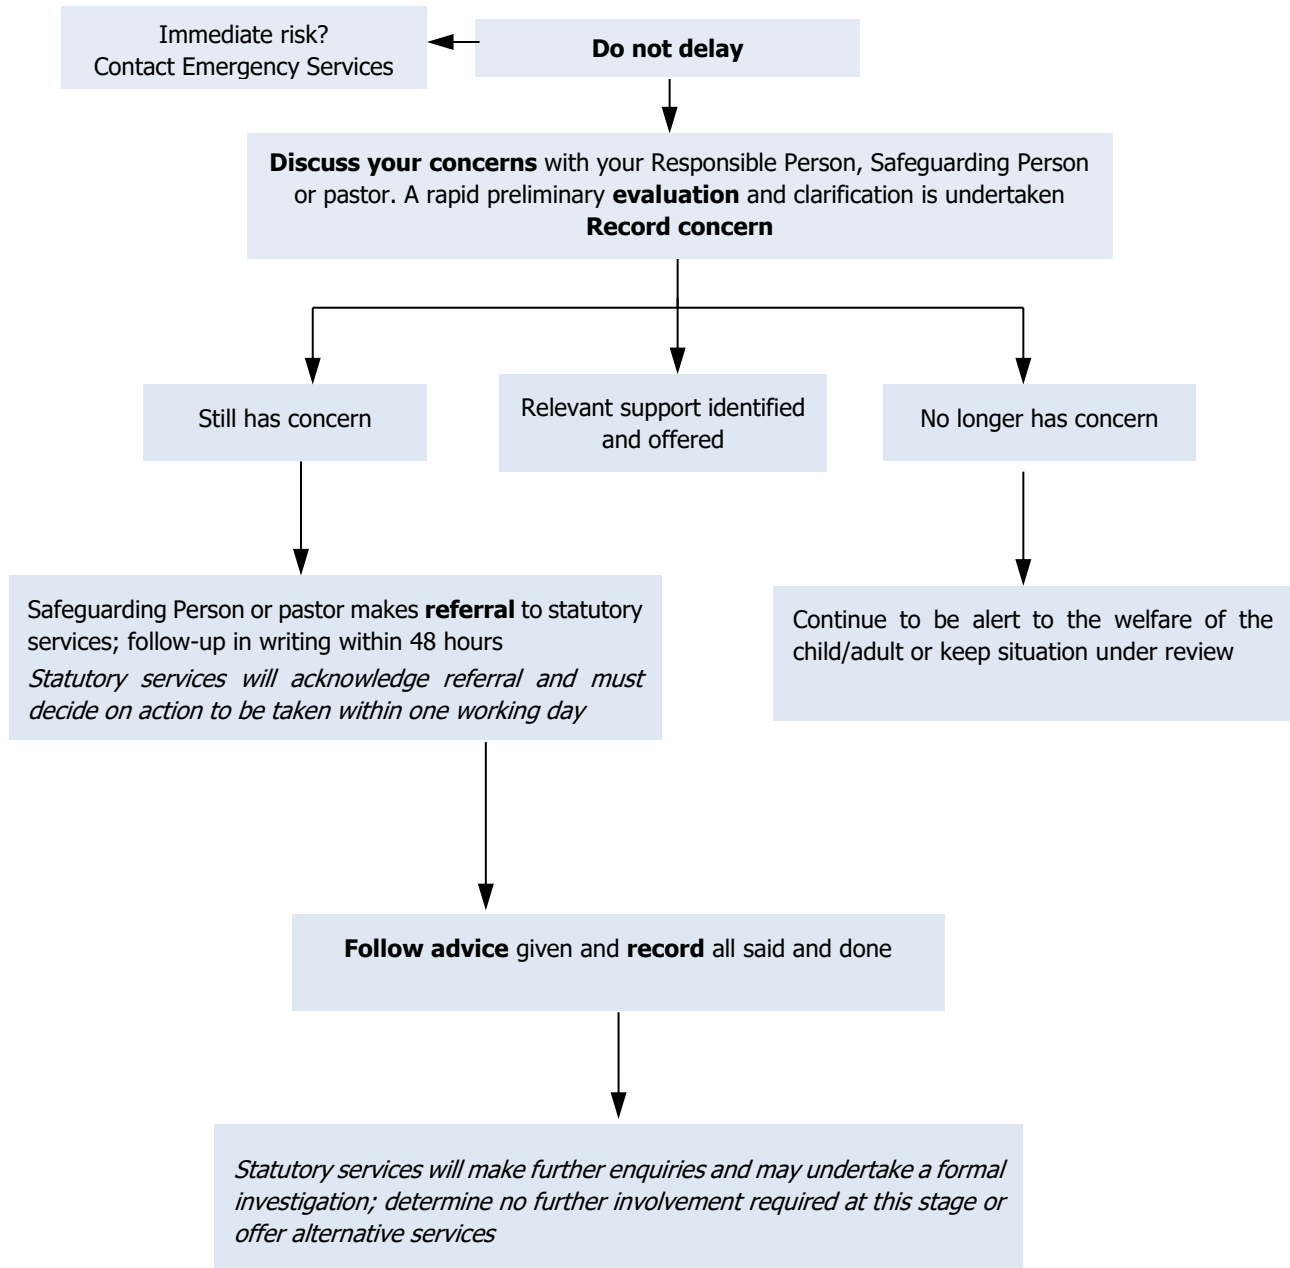 Immediate risk?
Contact Emergency Services
Do not delay
Discuss your concerns with your Responsible Person, Safeguarding Person
or pastor. A rapid preliminary evaluation and clarification is undertaken
Record concern
Still has concern
Relevant support identified
and offered
No longer has concern
Safeguarding Person or pastor makes referral to statutory
services; follow-up in writing within 48 hours
Statutory services will acknowledge referral and must
decide on action to be taken within one working day
Continue to be alert to the welfare of the
child/adult or keep situation under review
Follow advice given and record all said and done
Statutory services will make further enquiries and may undertake a formal
investigation; determine no further involvement required at this stage or
offer alternative services